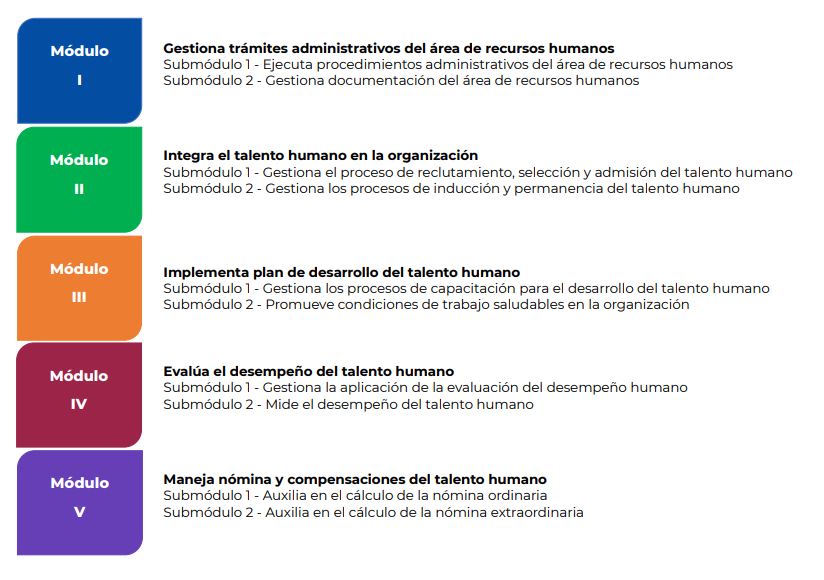 Módulo
I
Gestiona trámites administrativos del área de recursos humanos
Submódulo 1 - Ejecuta procedimientos administrativos del área de recursos humanos
Submódulo 2 - Gestiona documentación del área de recursos humanos
Módulo
II
Integra el talento humano en la organización
Submódulo 1 - Gestiona el proceso de reclutamiento, selección y admisión del talento humano
Submódulo 2 - Gestiona los procesos de inducción y permanencia del talento humano
Módulo
III
Implementa plan de desarrollo del talento humano
Submódulo 1 - Gestiona los procesos de capacitación para el desarrollo del talento humano
Submódulo 2 - Promueve condiciones de trabajo saludables en la organización
Módulo
IV
Evalúa el desempeño del talento humano
Submódulo 1 - Gestiona la aplicación de la evaluación del desempeño humano
Submódulo 2 - Mide el desempeño del talento humano
Módulo
V
Maneja nómina y compensaciones del talento humano
Submódulo 1 - Auxilia en el cálculo de la nómina ordinaria
Submódulo 2 - Auxilia en el cálculo de la nómina extraordinaria